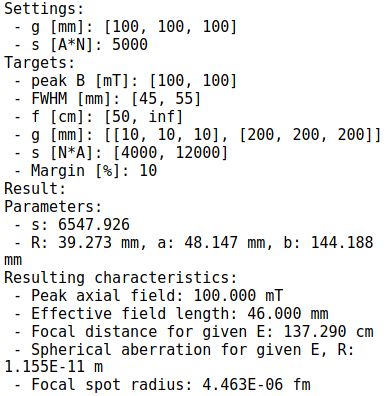 Settings:
 - g [mm]: [100, 100, 100]
 - s [A*N]: 5000
Targets:
 - peak B [mT]: [100, 100]
 - FWHM [mm]: [45, 55]
 - f [cm]: [50, inf]
 - g [mm]: [[10, 10, 10], [200, 200, 200]]
 - s [N*A]: [4000, 12000]
 - Margin [%]: 10
Result:
Parameters:
 - s: 6547.926
 - R: 39.273 mm, a: 48.147 mm, b: 144.188
mm
Resulting characteristics:
 - Peak axial field: 100.000 mT
 - Effective field length: 46.000 mm
 - Focal distance for given E: 137.290 cm
 - Spherical aberration for given E, R:
1.155E-11 m
 - Focal spot radius: 4.463E-06 fm